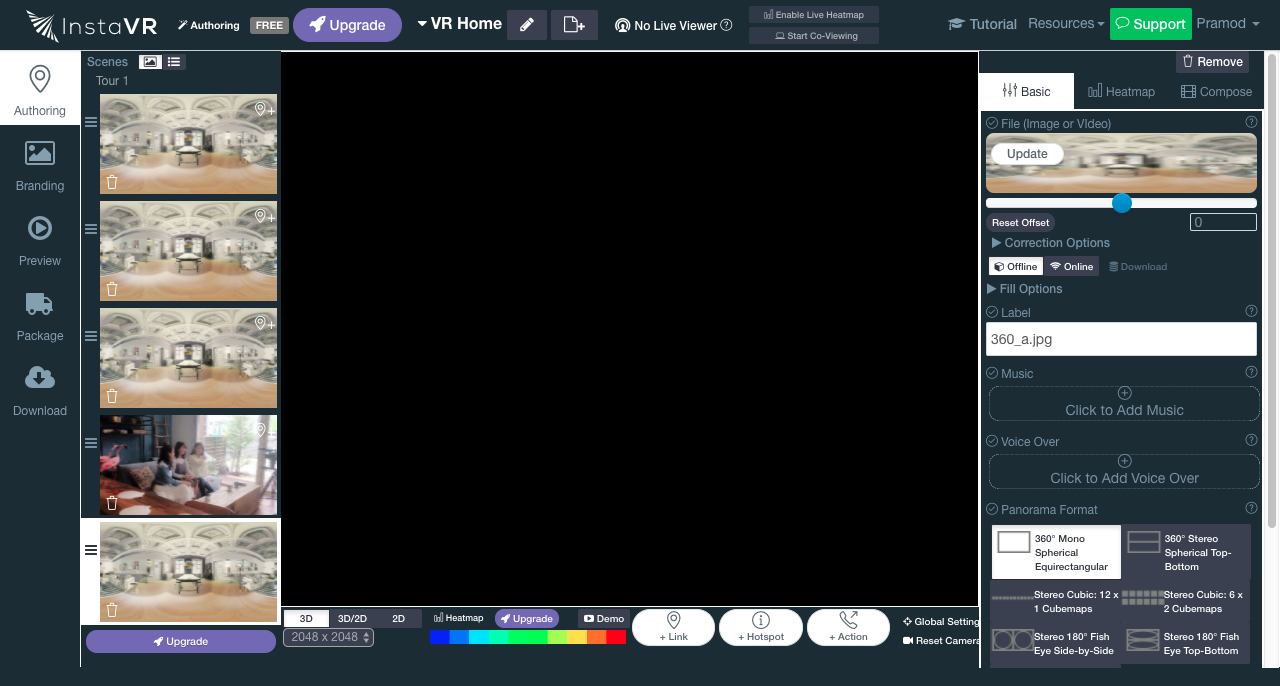 InstaVR
Authoring
FREE
Upgrade
VR Home
No Live Viewer
Enable Live Heatmap
Start Co-Viewing
Tutorial
Resources
Support
Pramod
Authoring
Branding
Preview
Package
Download
Scenes
Tour 1
Upgrade
3D
3D/2D
2D
2048 x 2048
Heatmap
Upgrade
Demo
+ Link
+ Hotspot
+ Action
Global Setting
Reset Camera
Remove
Basic
Heatmap
Compose
File (Image or VIdeo)
Update
Reset Offset
0
Correction Options
Offline
Online
Download
Fill Options
Label
360_a.jpg
Music
Click to Add Music
Voice Over
Click to Add Voice Over
Panorama Format
360° Mono
Spherical
Equirectangular
360° Stereo
Spherical Top-
Bottom
Stereo Cubic: 12 x
1 Cubemaps
Stereo Cubic: 6 x
2 Cubemaps
Stereo 180° Fish
Eye Side-by-Side
Stereo 180° Fish
Eye Top-Bottom